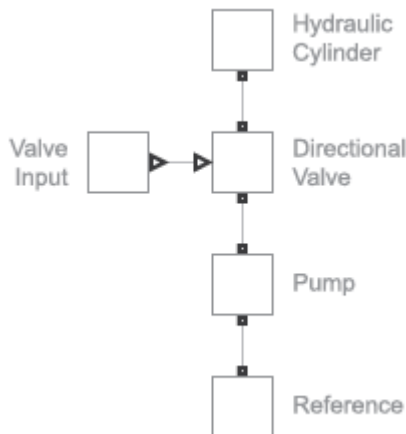 Hydraulic
Cylinder
Valve
Input
Directional
Valve
Pump
Reference